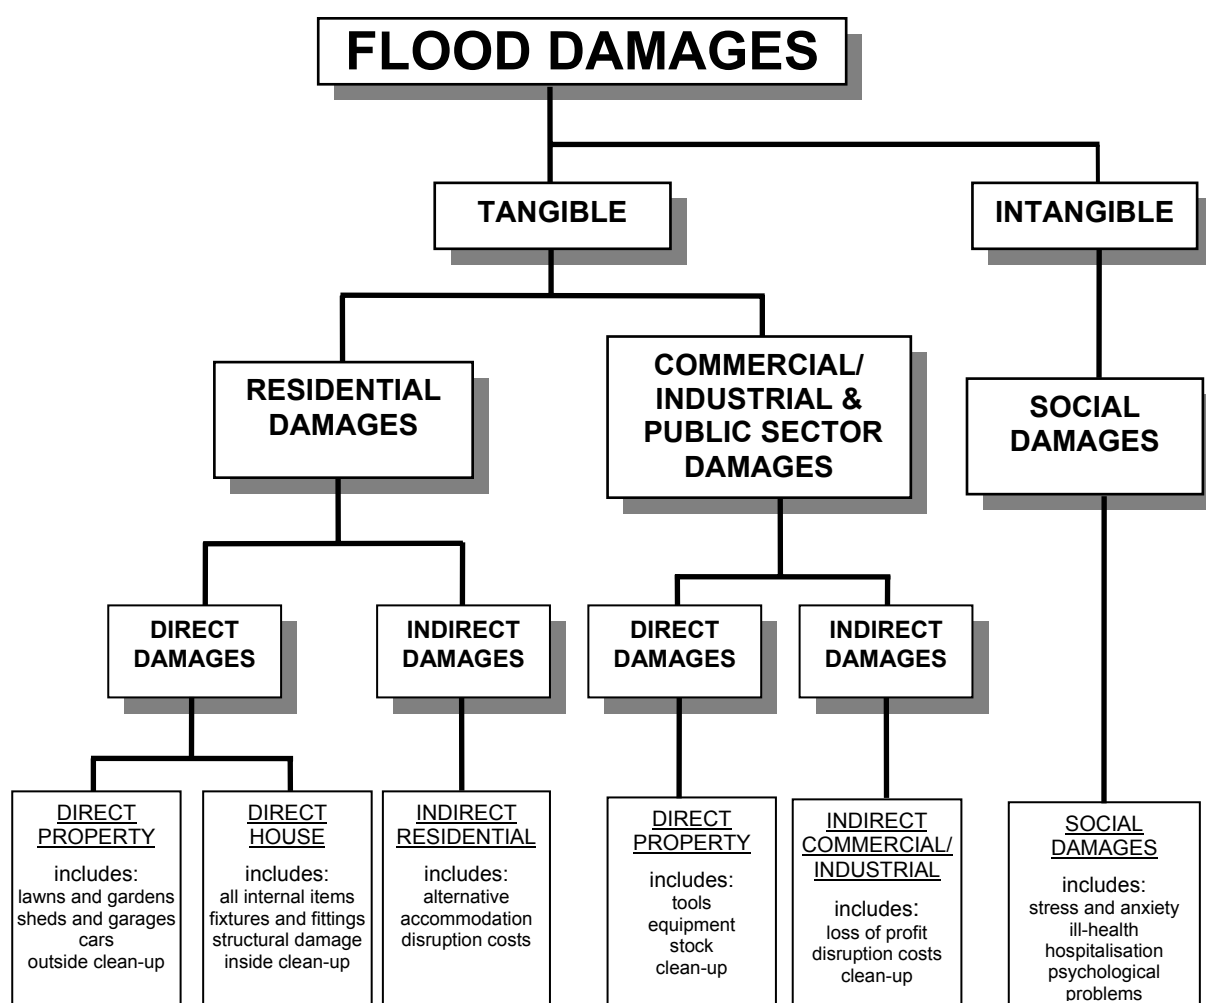 FLOOD DAMAGES
TANGIBLE
INTANGIBLE
RESIDENTIAL
DAMAGES
COMMERCIAL/
INDUSTRIAL &
PUBLIC SECTOR
DAMAGES
SOCIAL
DAMAGES
DIRECT
DAMAGES
INDIRECT
DAMAGES
DIRECT
DAMAGES
INDIRECT
DAMAGES
DIRECT
PROPERTY
includes:
lawns and gardens
sheds and garages
cars
outside clean-up
DIRECT
HOUSE
includes:
all internal items
fixtures and fittings
structural damage
inside clean-up
INDIRECT
RESIDENTIAL
includes:
alternative
accommodation
disruption costs
DIRECT
PROPERTY
includes:
tools
equipment
stock
clean-up
INDIRECT
COMMERCIAL/
INDUSTRIAL
includes:
loss of profit
disruption costs
clean-up
SOCIAL
DAMAGES
includes:
stress and anxiety
ill-health
hospitalisation
psychological
problems